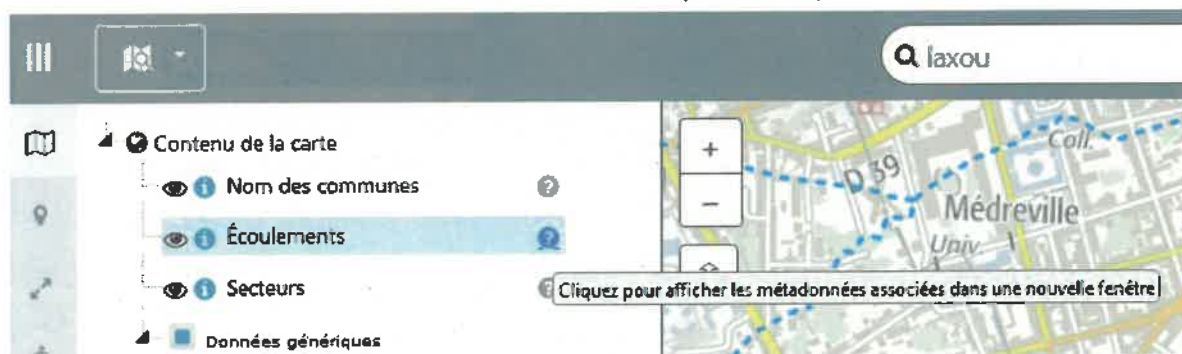 laxou
Contenu de la carte
Nom des communes
Écoulements
Secteurs
Données génériques
+
−
D 39
Coll.
Médreville
Univ.
Cliquez pour afficher les métadonnées associées dans une nouvelle fenêtre